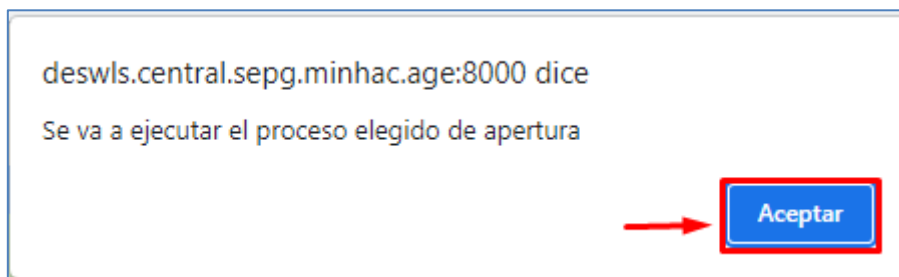 deswls.central.sepg.minhac.age:8000 dice
Se va a ejecutar el proceso elegido de apertura
Aceptar